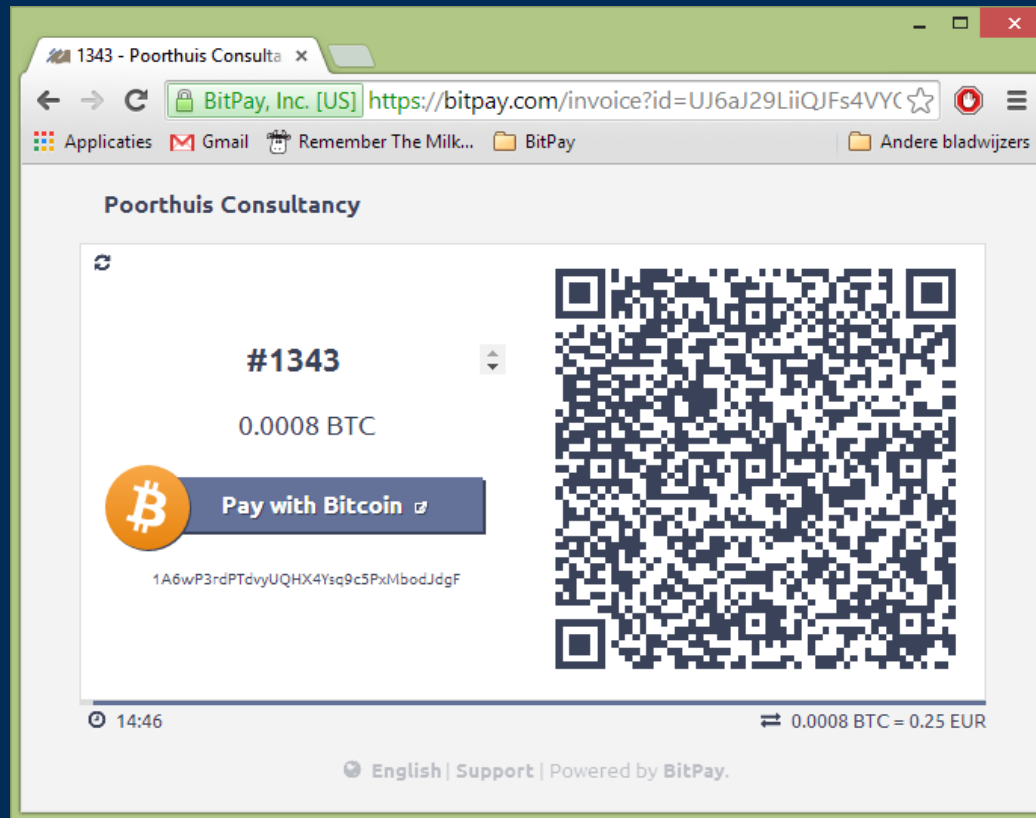 1343 - Poorthuis Consulta
BitPay, Inc. [US] https://bitpay.com/invoice?id=UJ6aJ29LiiQJFs4VY
Applicaties Gmail Remember The Milk... BitPay Andere bladwijzers
Poorthuis Consultancy
#1343
0.0008 BTC
Pay with Bitcoin
1A6wP3rdPTdvyUQHX4Ysq9c5PxMbodJdgF
14:46 0.0008 BTC = 0.25 EUR
English | Support | Powered by BitPay.